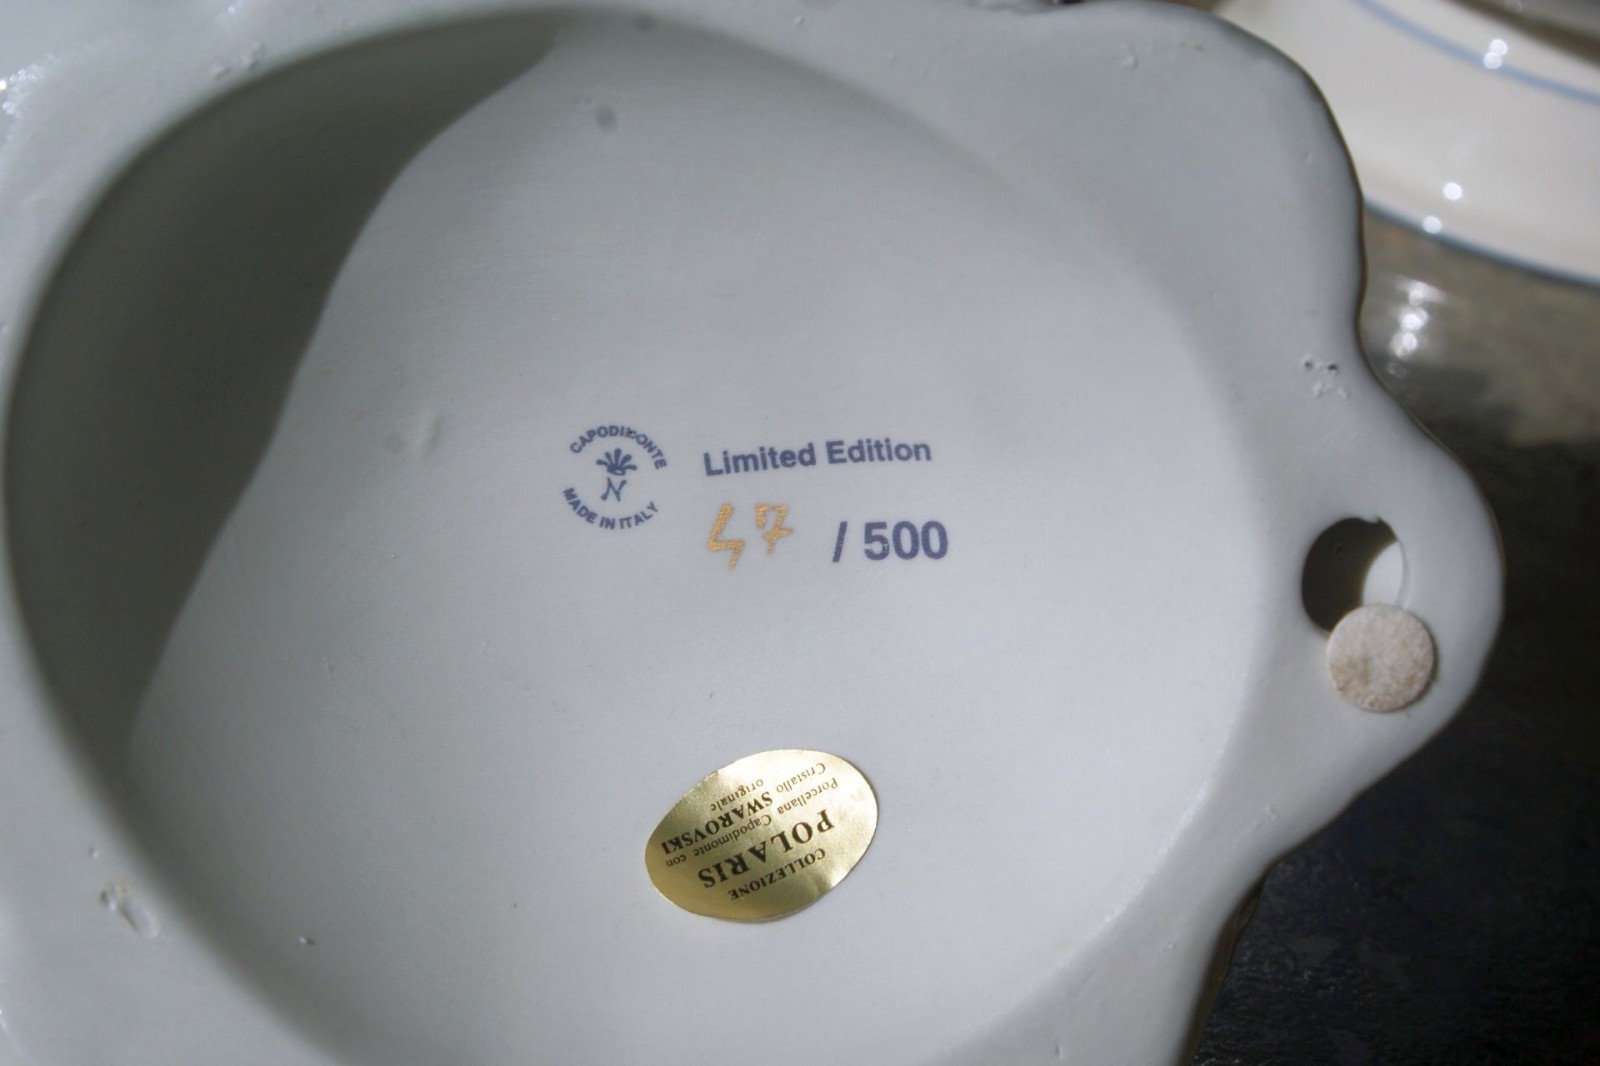 CAPODIMONTE
N
MADE IN ITALY
Limited Edition
47 / 500
COLLEZIONE
POLARIS
Porcellana Capodimonte con
Cristallo SWAROVSKI
originale